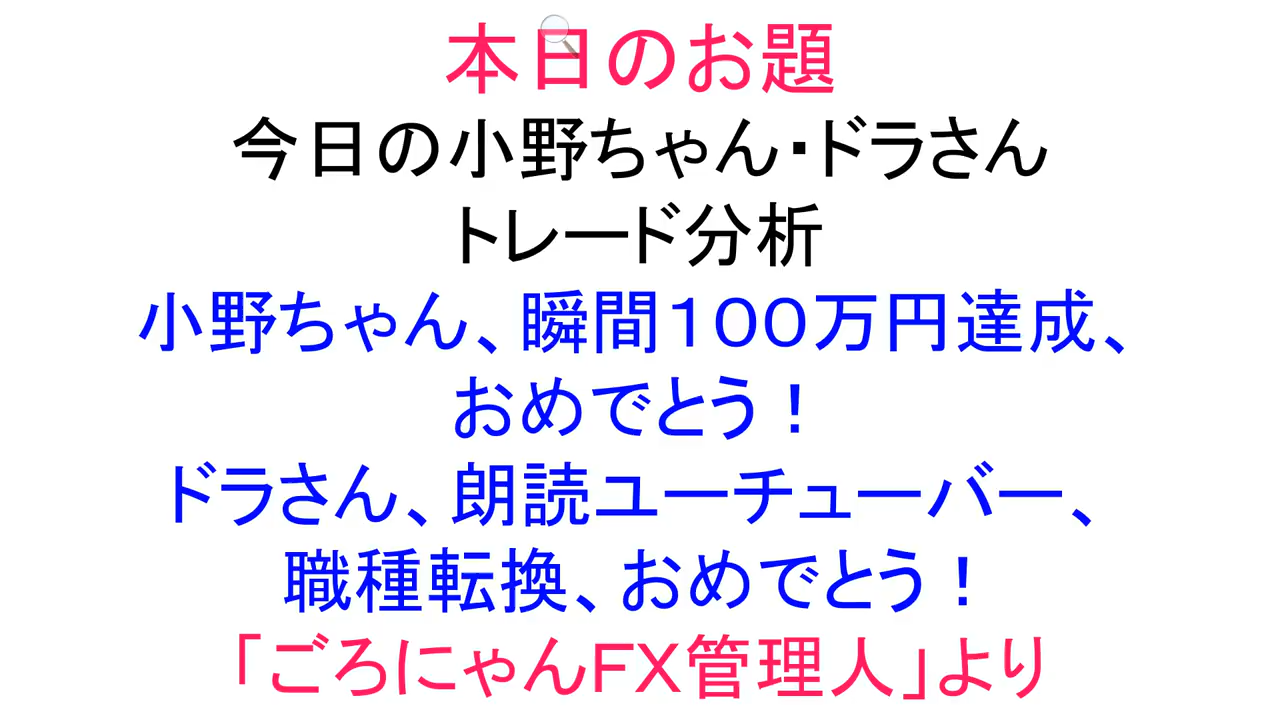 本日のお題
今日の小野ちゃん・ドラさん
トレード分析
小野ちゃん、瞬間１００万円達成、
おめでとう！
ドラさん、朗読ユーチューバー、
職種転換、おめでとう！
「ごろにゃんＦＸ管理人」より